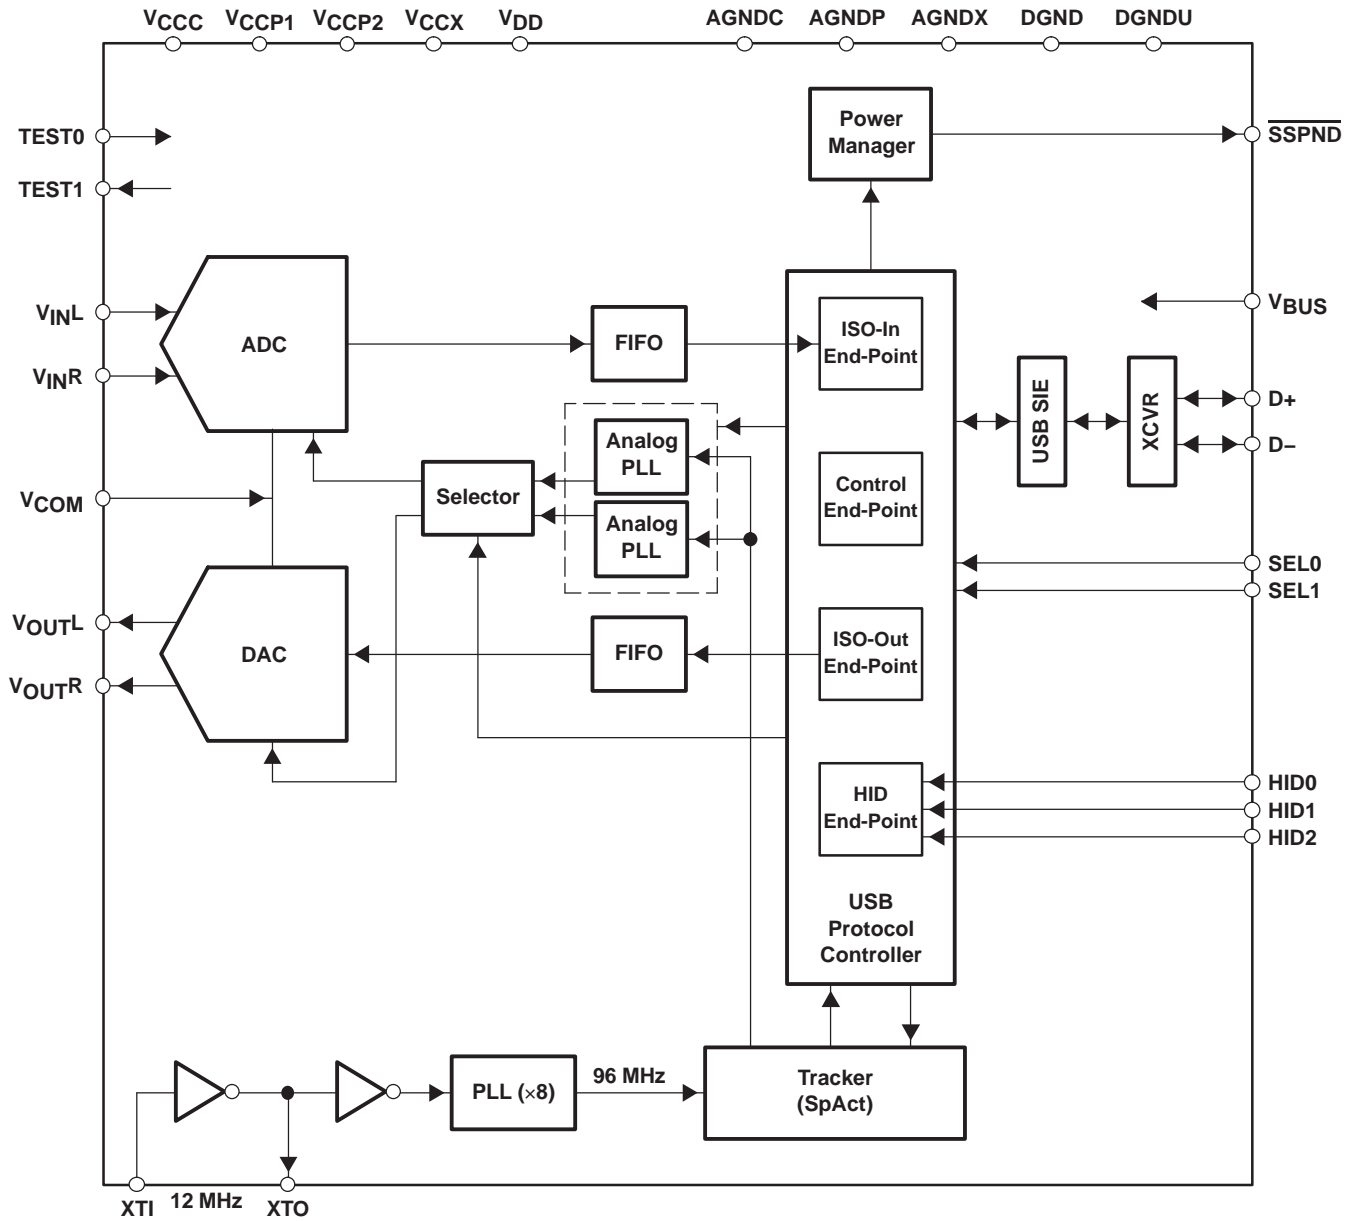 VCCC VCCP1 VCCP2 VCCX VDD AGNDC AGNDP AGNDX DGND DGNDU
Power
Manager
SSPND
TEST0
TEST1
VINL
VINR
ADC
FIFO
ISO-In
End-Point
VBUS
USB SIE
XCVR
D+
D–
Analog
PLL
Selector
Analog
PLL
Control
End-Point
VCOM
SEL0
SEL1
VOUTL
VOUTR
DAC
FIFO
ISO-Out
End-Point
HID
End-Point
HID0
HID1
HID2
USB
Protocol
Controller
PLL (×8)
96 MHz
Tracker
(SpAct)
XTI
12 MHz
XTO